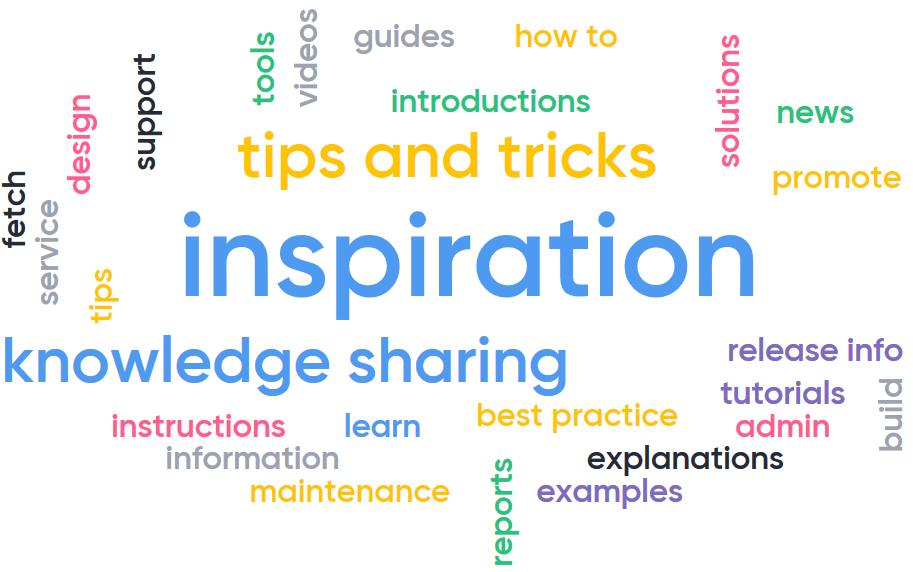 tools
videos
guides
how to
solutions
support
design
introductions
news
tips and tricks
promote
fetch
service
inspiration
tips
knowledge sharing
release info
tutorials
build
instructions
learn
best practice
admin
information
explanations
maintenance
reports
examples